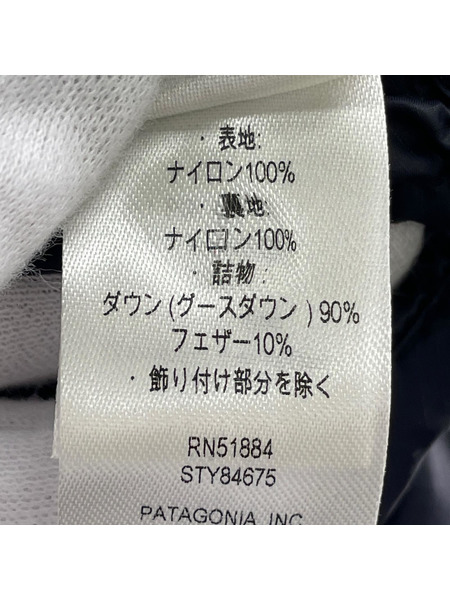 ・表地:
ナイロン100%
・裏地:
ナイロン100%
・詰物:
ダウン(グースダウン)90%
フェザー10%
・飾り付け部分を除く
RN51884
STY84675
PATAGONIA, INC.